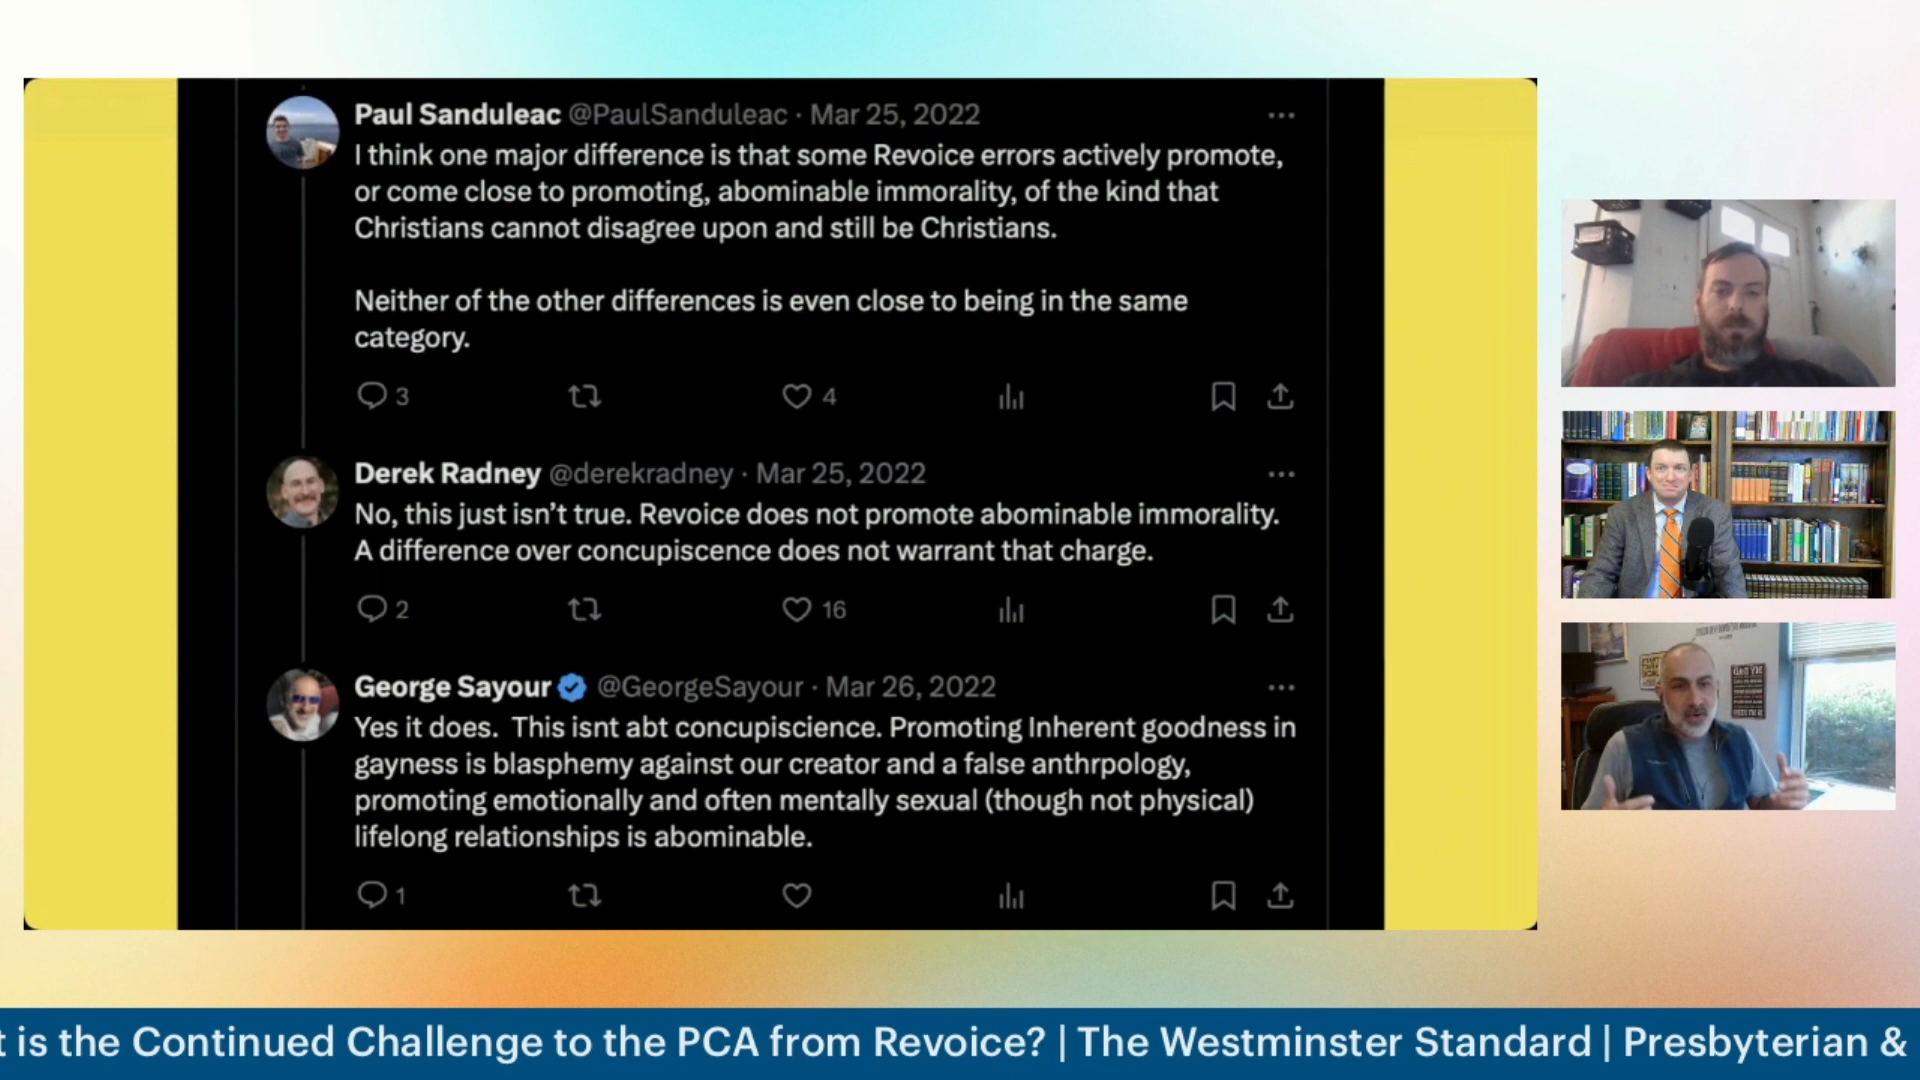 Paul Sanduleac @PaulSanduleac · Mar 25, 2022
I think one major difference is that some Revoice errors actively promote,
or come close to promoting, abominable immorality, of the kind that
Christians cannot disagree upon and still be Christians.
Neither of the other differences is even close to being in the same
category.
3 4
Derek Radney @derekradney · Mar 25, 2022
No, this just isn’t true. Revoice does not promote abominable immorality.
A difference over concupiscence does not warrant that charge.
2 16
George Sayour @GeorgeSayour · Mar 26, 2022
Yes it does.  This isnt abt concupiscience. Promoting Inherent goodness in
gayness is blasphemy against our creator and a false anthrpology,
promoting emotionally and often mentally sexual (though not physical)
lifelong relationships is abominable.
1
t is the Continued Challenge to the PCA from Revoice? | The Westminster Standard | Presbyterian &